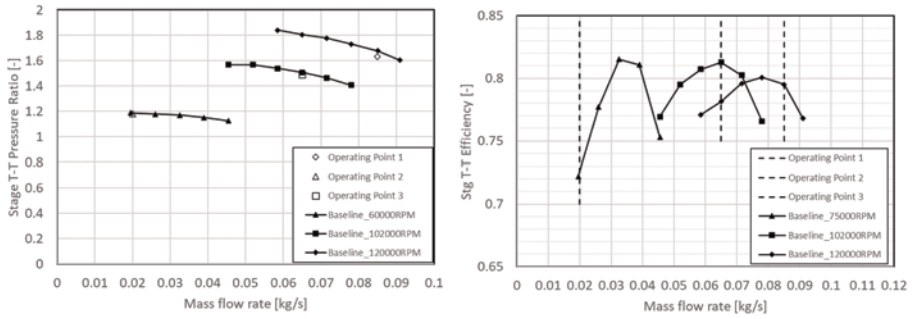 2
1.8
1.6
1.4
1.2
1
0.8
0.6
0.4
0.2
0
Stage T-T Pressure Ratio [-]
Operating Point 1
Operating Point 2
Operating Point 3
Baseline_60000RPM
Baseline_102000RPM
Baseline_120000RPM
0 0.01 0.02 0.03 0.04 0.05 0.06 0.07 0.08 0.09 0.1
Mass flow rate [kg/s]
0.85
0.8
0.75
0.7
0.65
Stg T-T Efficiency [-]
Operating Point 1
Operating Point 2
Operating Point 3
Baseline_75000RPM
Baseline_102000RPM
Baseline_120000RPM
0 0.01 0.02 0.03 0.04 0.05 0.06 0.07 0.08 0.09 0.1 0.11 0.12
Mass flow rate [kg/s]